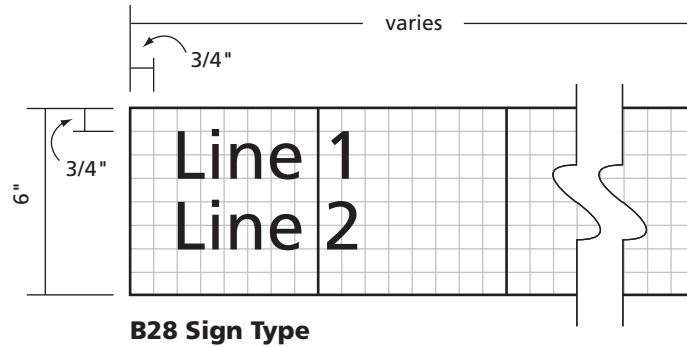 varies
3/4"
3/4"
6"
Line 1
Line 2
B28 Sign Type